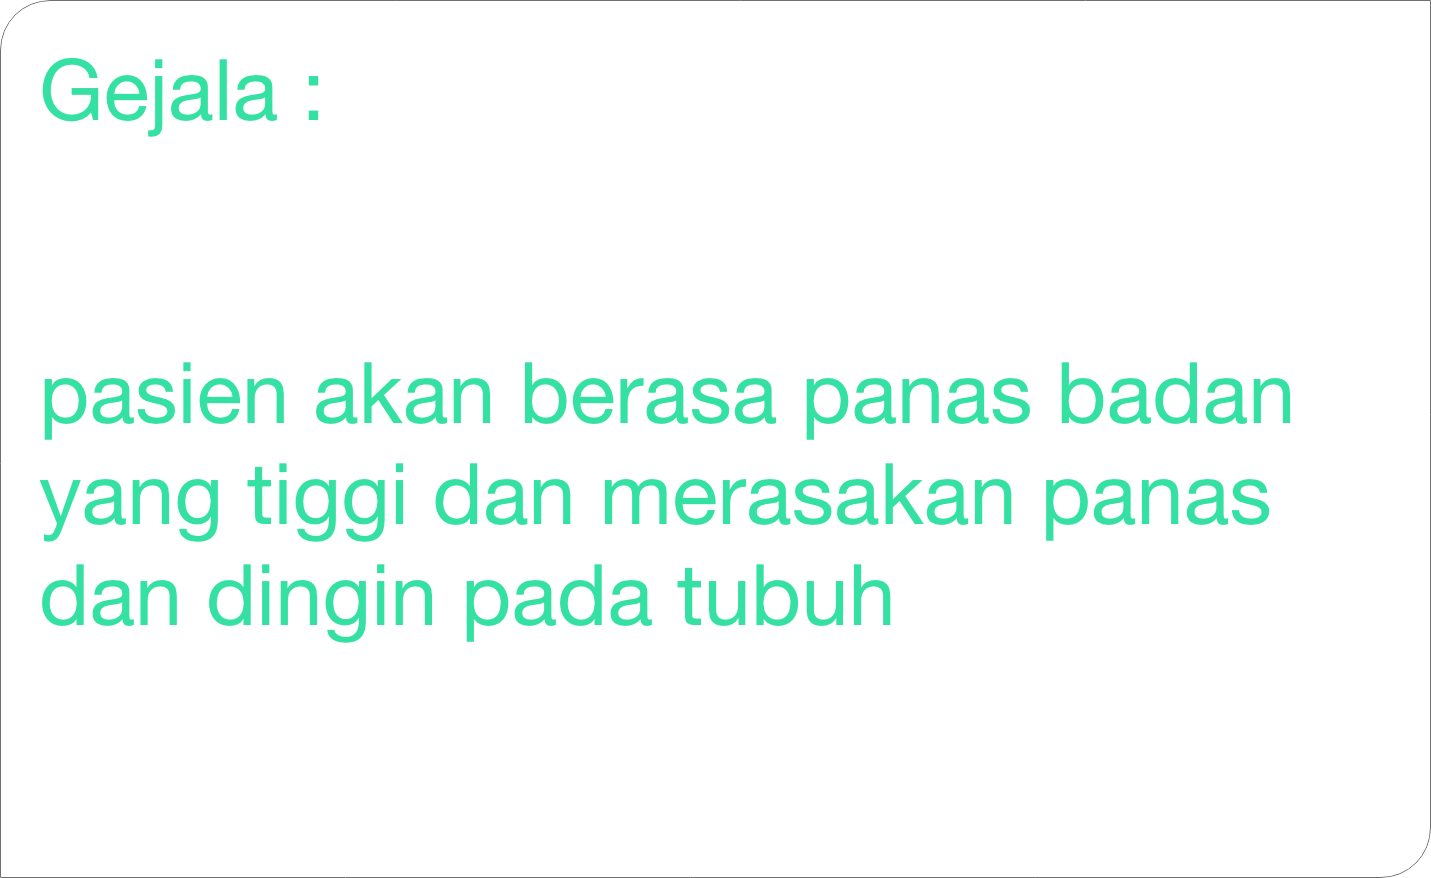 Gejala :
pasien akan berasa panas badan
yang tiggi dan merasakan panas
dan dingin pada tubuh